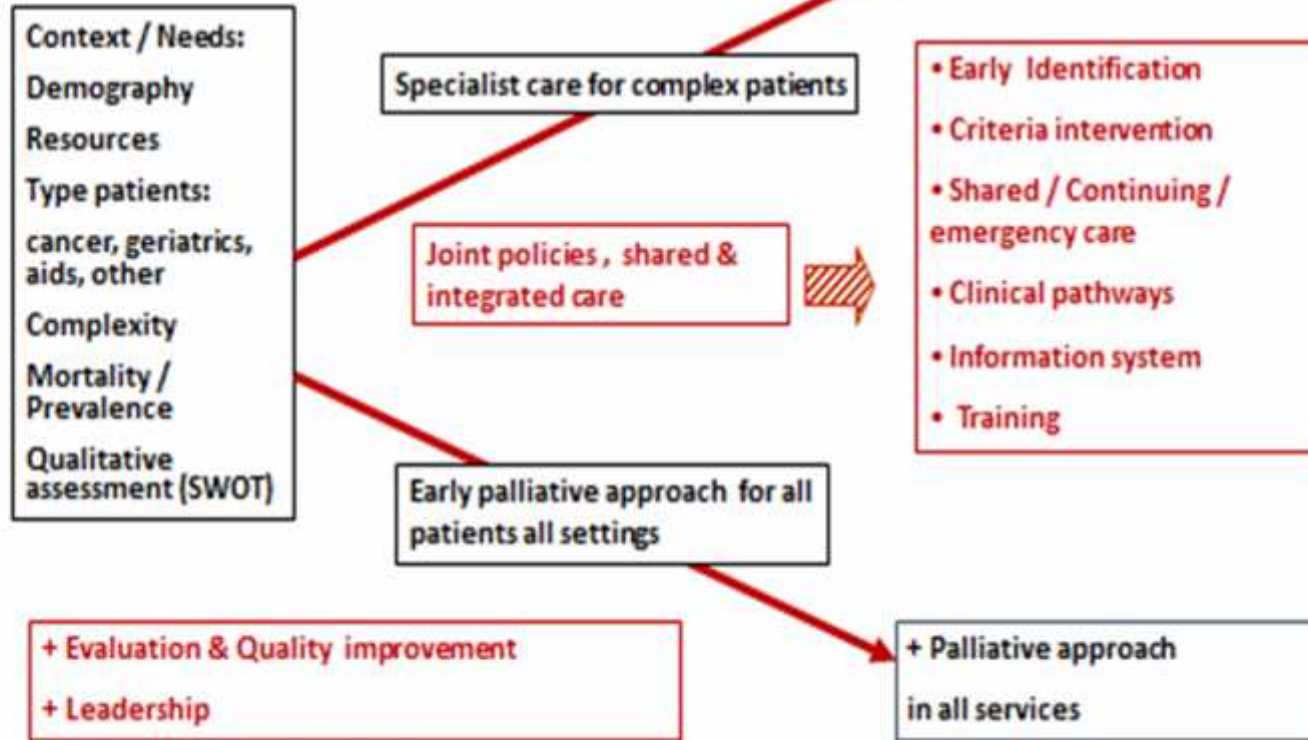 Context / Needs:
Demography
Resources
Type patients:
cancer, geriatrics,
aids, other
Complexity
Mortality /
Prevalence
Qualitative
assessment (SWOT)
Specialist care for complex patients
Joint policies , shared &
integrated care
• Early Identification
• Criteria intervention
• Shared / Continuing /
emergency care
• Clinical pathways
• Information system
• Training
Early palliative approach for all
patients all settings
+ Evaluation & Quality improvement
+ Leadership
+ Palliative approach
in all services